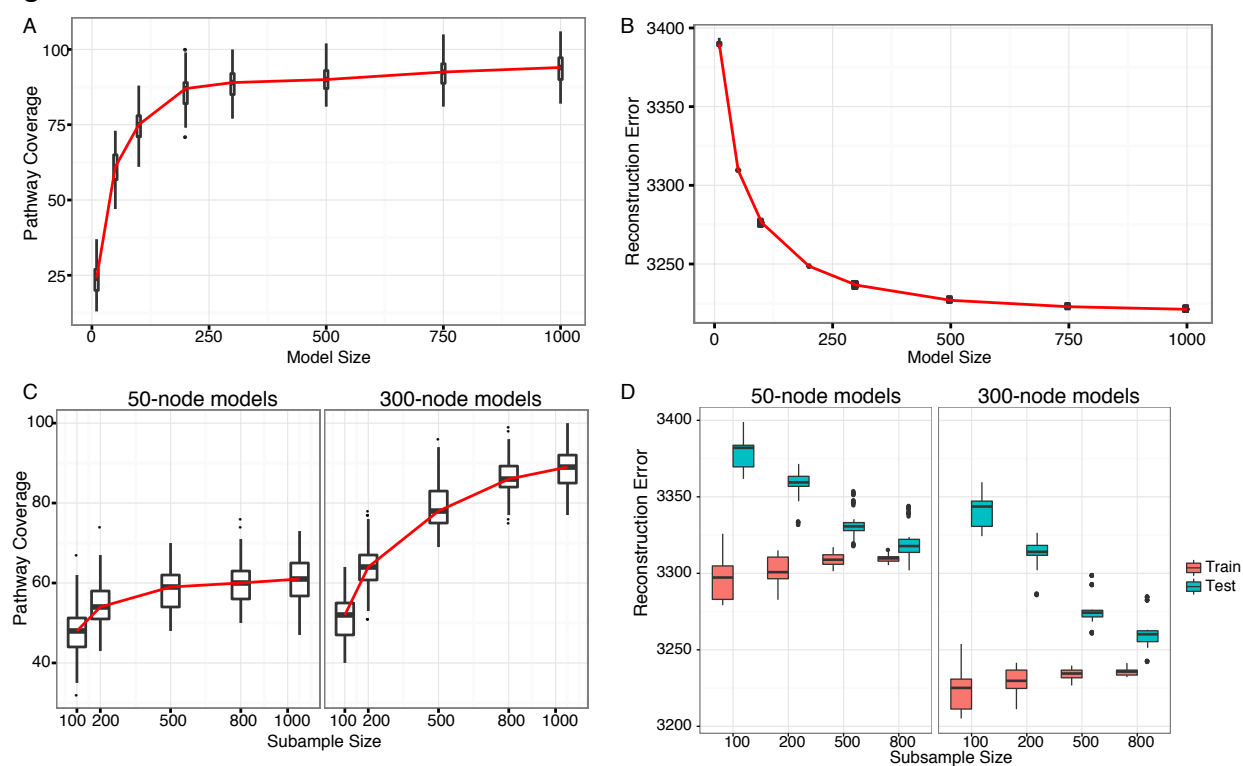 A
Pathway Coverage
100
75
50
25
0
250
500
750
1000
Model Size
B
Reconstruction Error
3400
3350
3300
3250
0
250
500
750
1000
Model Size
C
50-node models
300-node models
Pathway Coverage
100
80
60
40
100 200 500 800 1000
100 200 500 800 1000
Subample Size
D
50-node models
300-node models
Reconstruction Error
3400
3350
3300
3250
3200
100 200 500 800
100 200 500 800
Subsample Size
Train
Test